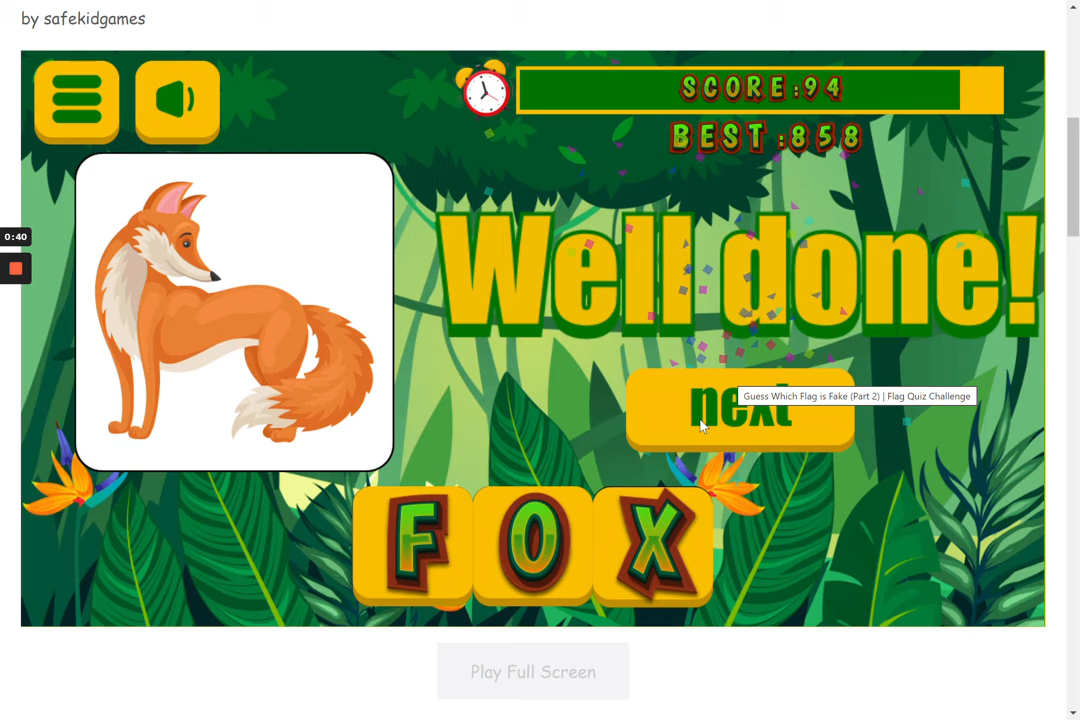 by safekidgames
SCORE:94
BEST:858
0:40
Well done!
next
Guess Which Flag is Fake (Part 2) | Flag Quiz Challenge
FOX
Play Full Screen